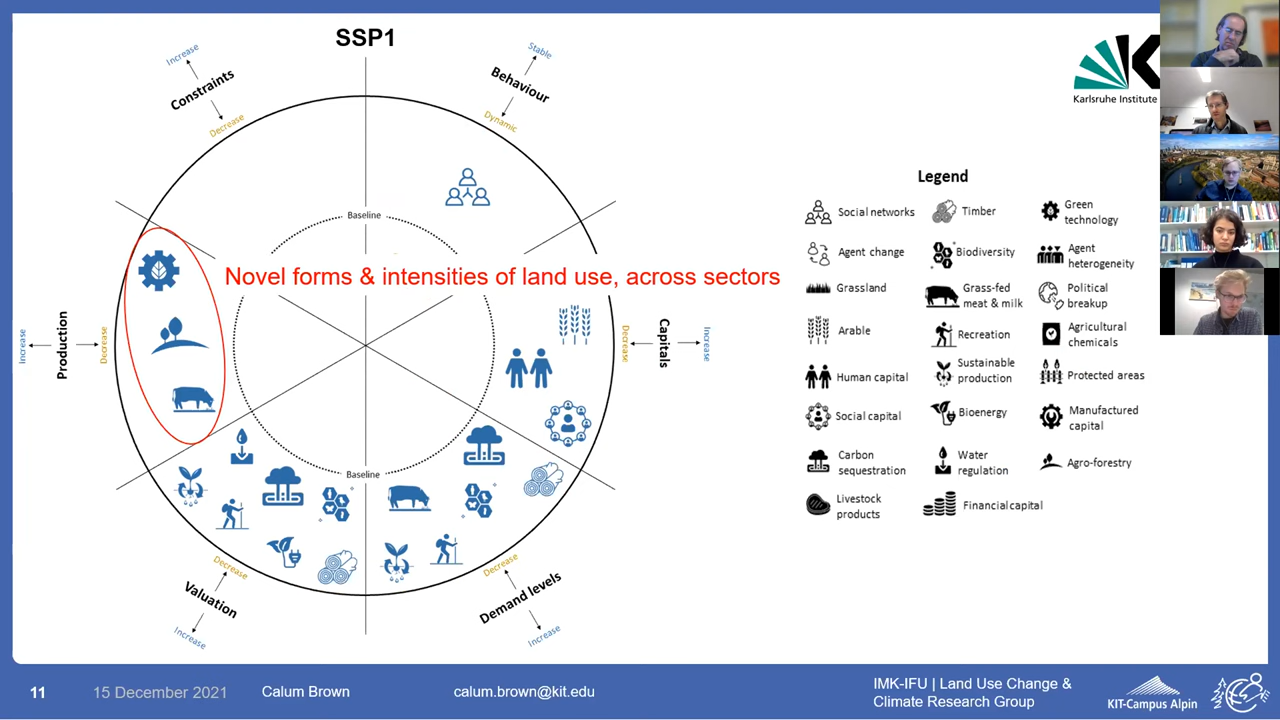 SSP1
Increase
Constraints
Decrease
Stable
Behaviour
Dynamic
Karlsruhe Institute
Baseline
Novel forms & intensities of land use, across sectors
Increase
Production
Decrease
Decrease
Capitals
Increase
Baseline
Decrease
Valuation
Increase
Decrease
Demand levels
Increase
Legend
Social networks
Timber
Green
technology
Agent change
Biodiversity
Agent
heterogeneity
Grassland
Grass-fed
meat & milk
Political
breakup
Arable
Recreation
Agricultural
chemicals
Human capital
Sustainable
production
Protected areas
Social capital
Bioenergy
Manufactured
capital
Carbon
sequestration
Water
regulation
Agro-forestry
Livestock
products
Financial capital
11
15 December 2021
Calum Brown
calum.brown@kit.edu
IMK-IFU | Land Use Change &
Climate Research Group
KIT-Campus Alpin